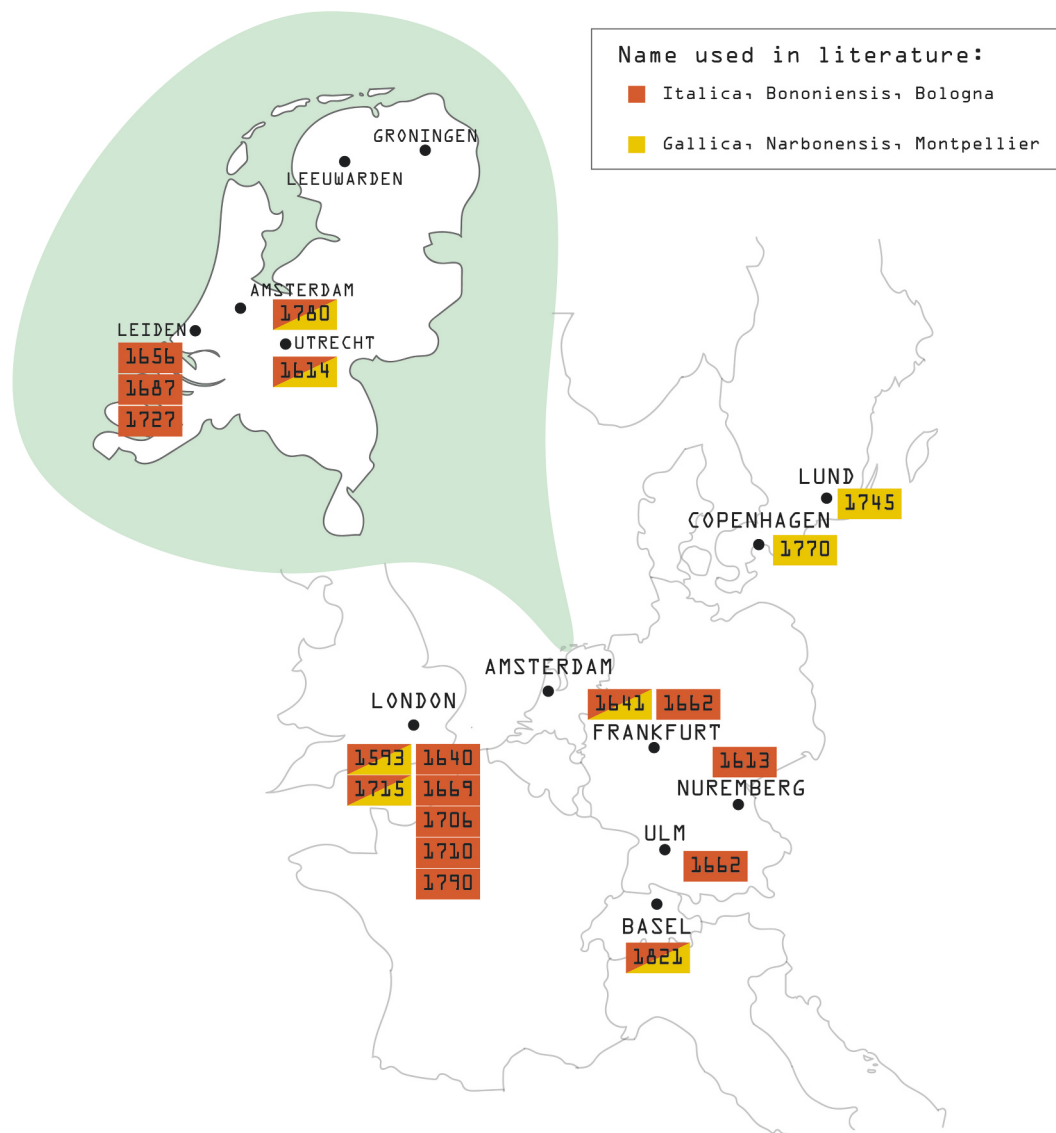 Name used in literature:
Italica, Bononiensis, Bologna
Gallica, Narbonensis, Montpellier
GRONINGEN
LEEUWARDEN
AMSTERDAM
1780
LEIDEN
1656
1687
1727
UTRECHT
1614
LUND
1745
COPENHAGEN
1770
AMSTERDAM
LONDON
1593 1640
1715 1669
1706
1710
1790
1641 1662
FRANKFURT
1613
NUREMBERG
ULM
1662
BASEL
1821